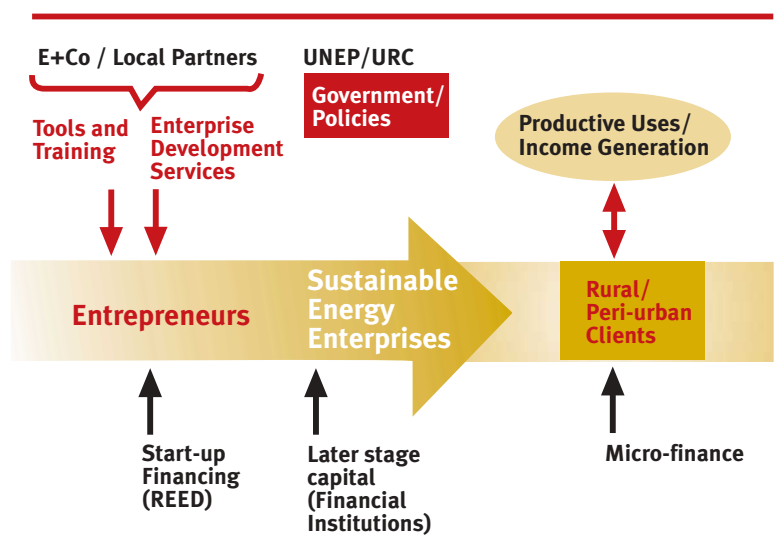 E+Co / Local Partners
Tools and
Training
Enterprise
Development
Services
UNEP/URC
Government/
Policies
Productive Uses/
Income Generation
Entrepreneurs
Sustainable
Energy
Enterprises
Rural/
Peri-urban
Clients
Start-up
Financing
(REED)
Later stage
capital
(Financial
Institutions)
Micro-finance